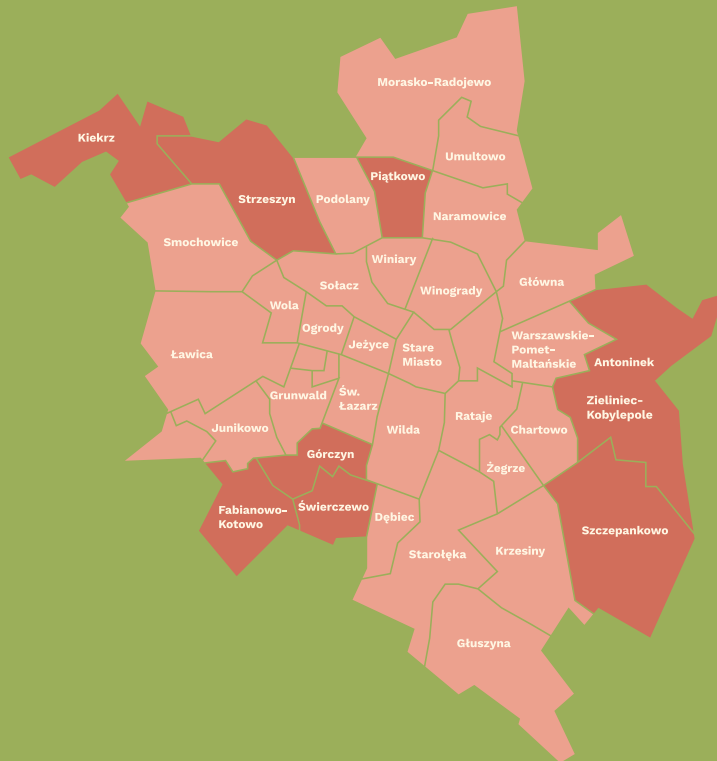 Morasko-Radojewo
Kiekrz
Umultowo
Piątkowo
Strzeszyn
Podolany
Naramowice
Smochowice
Winiary
Sołacz
Główna
Winogrady
Wola
Ogrody
Jeżyce
Stare
Miasto
Warszawskie-
Pomet-
Maltańskie
Antoninek
Ławica
Grunwald
Św.
Łazarz
Zieliniec-
Kobylepole
Junikowo
Wilda
Rataje
Chartowo
Górczyn
Żegrze
Fabianowo-
Kotowo
Świerczewo
Dębiec
Szczepankowo
Starołęka
Krzesiny
Głuszyna